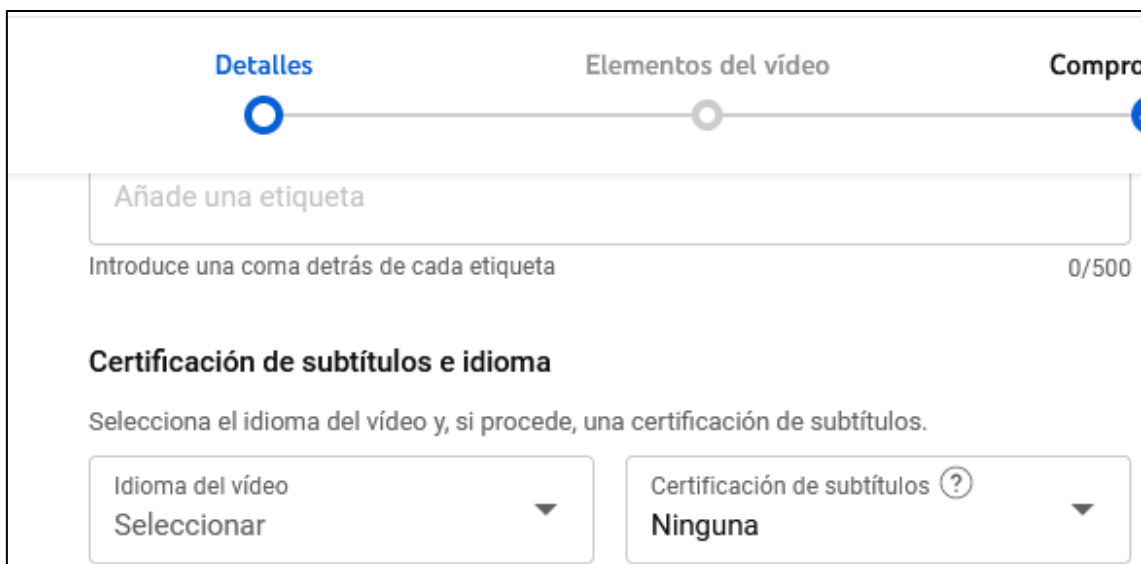 Detalles Elementos del vídeo Compro
Añade una etiqueta
Introduce una coma detrás de cada etiqueta 0/500
Certificación de subtítulos e idioma
Selecciona el idioma del vídeo y, si procede, una certificación de subtítulos.
Idioma del vídeo Certificación de subtítulos ?
Seleccionar Ninguna